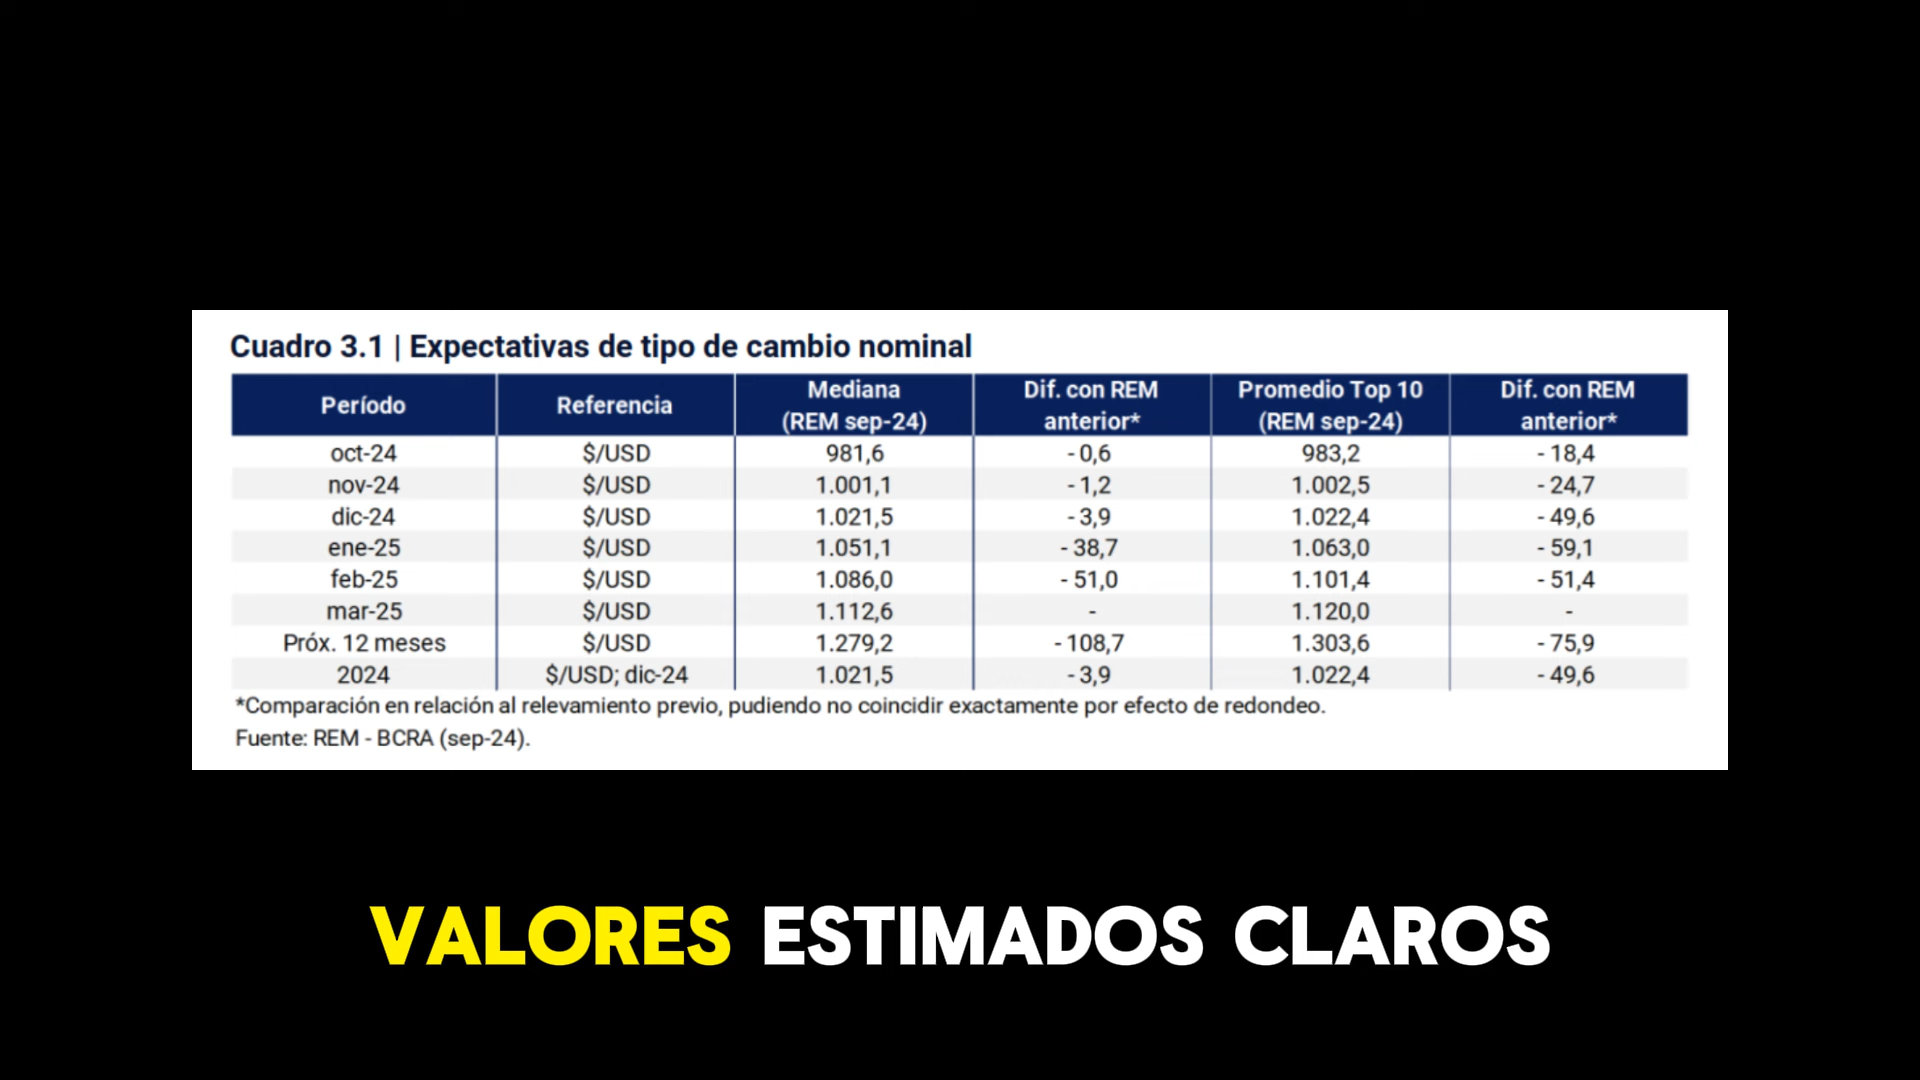 Cuadro 3.1 | Expectativas de tipo de cambio nominal
Período Referencia Mediana (REM sep-24) Dif. con REM anterior* Promedio Top 10 (REM sep-24) Dif. con REM anterior*
oct-24 $/USD 981,6 - 0,6 983,2 - 18,4
nov-24 $/USD 1.001,1 - 1,2 1.002,5 - 24,7
dic-24 $/USD 1.021,5 - 3,9 1.022,4 - 49,6
ene-25 $/USD 1.051,1 - 38,7 1.063,0 - 59,1
feb-25 $/USD 1.086,0 - 51,0 1.101,4 - 51,4
mar-25 $/USD 1.112,6 - 1.120,0 -
Próx. 12 meses $/USD 1.279,2 - 108,7 1.303,6 - 75,9
2024 $/USD; dic-24 1.021,5 - 3,9 1.022,4 - 49,6
*Comparación en relación al relevamiento previo, pudiendo no coincidir exactamente por efecto de redondeo.
Fuente: REM - BCRA (sep-24).
VALORES ESTIMADOS CLAROS